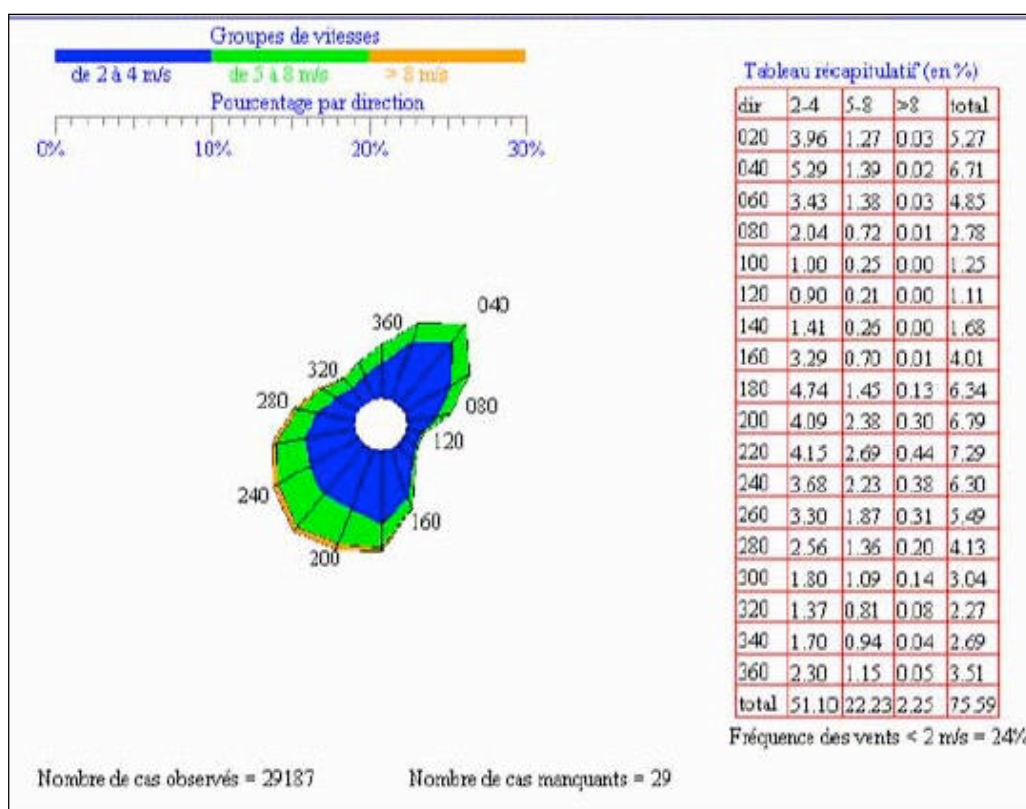 Groupes de vitesses
de 2 à 4 m/s de 5 à 8 m/s > 8 m/s
Pourcentage par direction
0% 10% 20% 30%
360 040
320
280 080
120
240
160
200
Tableau récapitulatif (en %)
dir 2-4 5-8 >8 total
020 3.96 1.27 0.03 5.27
040 5.29 1.39 0.02 6.71
060 3.43 1.38 0.03 4.85
080 2.04 0.72 0.01 2.78
100 1.00 0.25 0.00 1.25
120 0.90 0.21 0.00 1.11
140 1.41 0.26 0.00 1.68
160 3.29 0.70 0.01 4.01
180 4.74 1.45 0.13 6.34
200 4.09 2.38 0.30 6.79
220 4.15 2.69 0.44 7.29
240 3.68 2.23 0.38 6.30
260 3.30 1.87 0.31 5.49
280 2.56 1.36 0.20 4.13
300 1.80 1.09 0.14 3.04
320 1.37 0.81 0.08 2.27
340 1.70 0.94 0.04 2.69
360 2.30 1.15 0.05 3.51
total 51.10 22.23 2.25 75.59
Fréquence des vents < 2 m/s = 24%
Nombre de cas observés = 29187 Nombre de cas manquants = 29